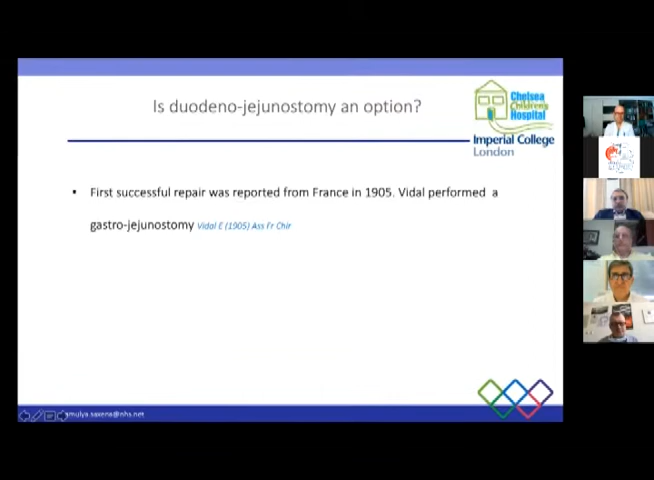 Is duodeno-jejunostomy an option?
Chelsea
Children's
Hospital
Imperial College
London
• First successful repair was reported from France in 1905. Vidal performed a
gastro-jejunostomy Vidal E (1905) Ass Fr Chir
amulya.saxena@nhs.net